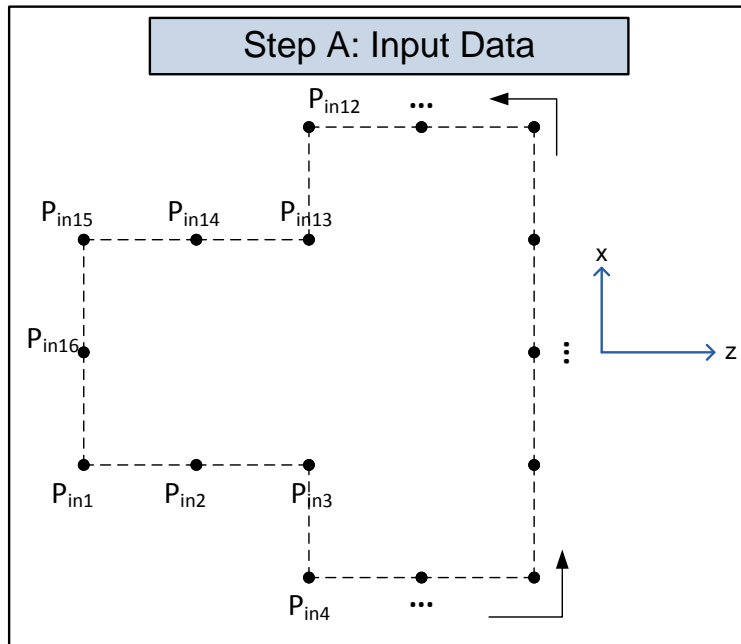 Step A: Input Data
Pin12 ...
Pin15 Pin14 Pin13
x
Pin16 ... z
Pin1 Pin2 Pin3
Pin4 ...